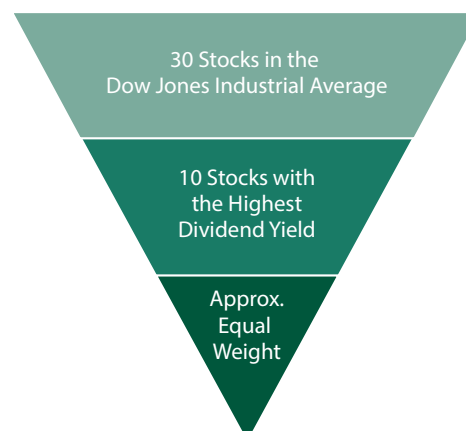 30 Stocks in the
Dow Jones Industrial Average
10 Stocks with
the Highest
Dividend Yield
Approx.
Equal
Weight